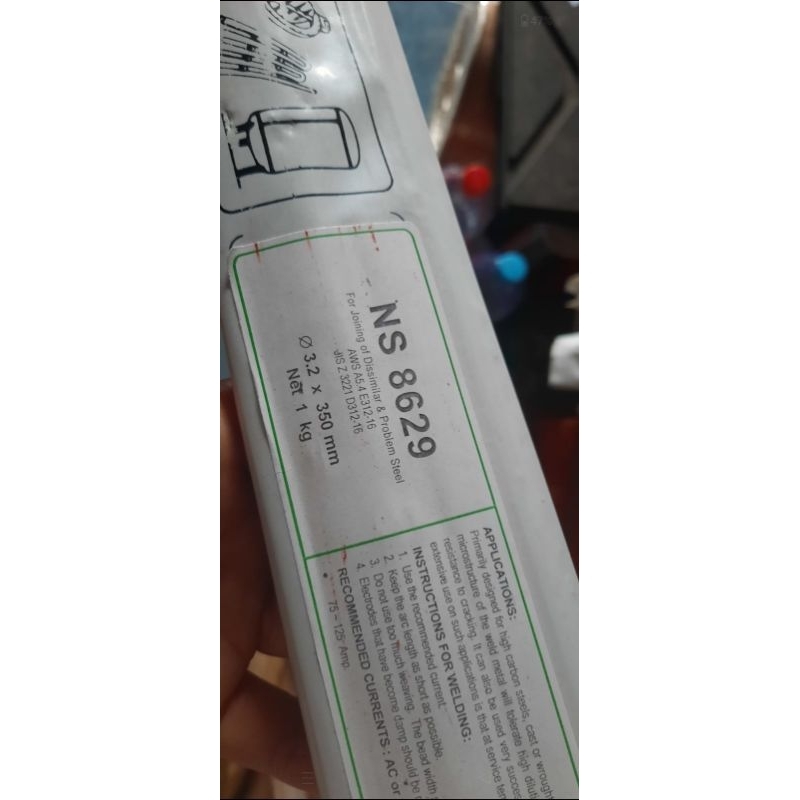 NS 8629
For Joining of Dissimilar & Problem Steel
AWS A5.4 E312-16
JIS Z 3221 D312-16
Ø 3.2 x 350 mm
Net 1 kg
APPLICATIONS:
Primarily designed for high carbon steels, cast or wrought
microstructure of the weld metal will tolerate high
resistance to cracking. It can also be used very
extensive use on such applications is that at service
INSTRUCTIONS FOR WELDING:
1. Use the recommended current.
2. Keep the arc length as short as possible.
3. Do not use too much weaving. The bead width
4. Electrodes that have become damp should be
RECOMMENDED CURRENTS : AC or
• 75 – 125 Amp.